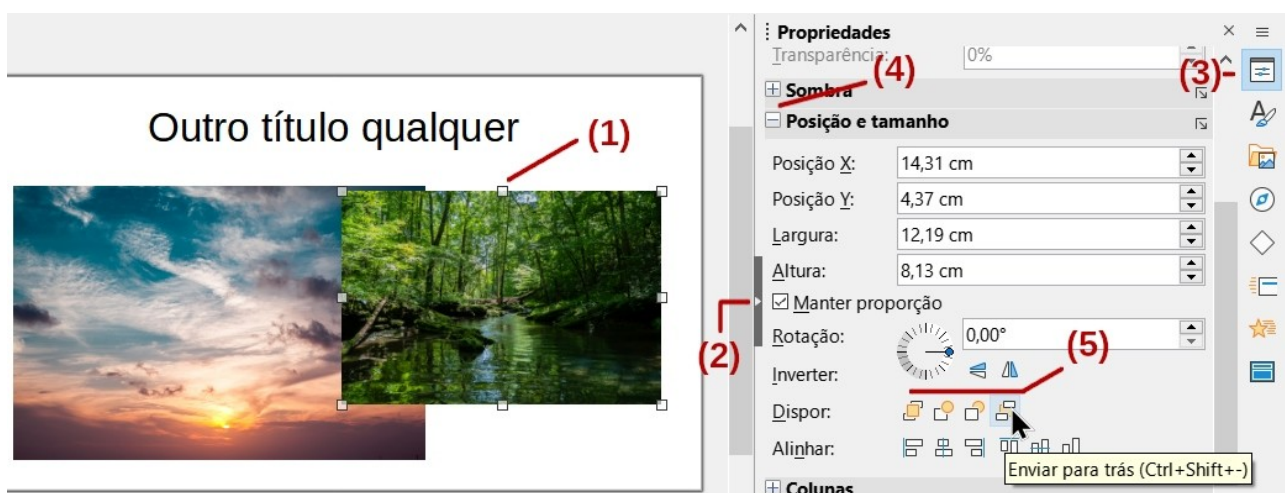 Propriedades
Transparência: 0%
(4)
(3)
Sombra
Posição e tamanho
Outro título qualquer
(1)
Posição X: 14,31 cm
Posição Y: 4,37 cm
Largura: 12,19 cm
Altura: 8,13 cm
Manter proporção
(2)
Rotação: 0,00°
(5)
Inverter:
Dispor:
Alinhar:
Enviar para trás (Ctrl+Shift+-)
Colunas